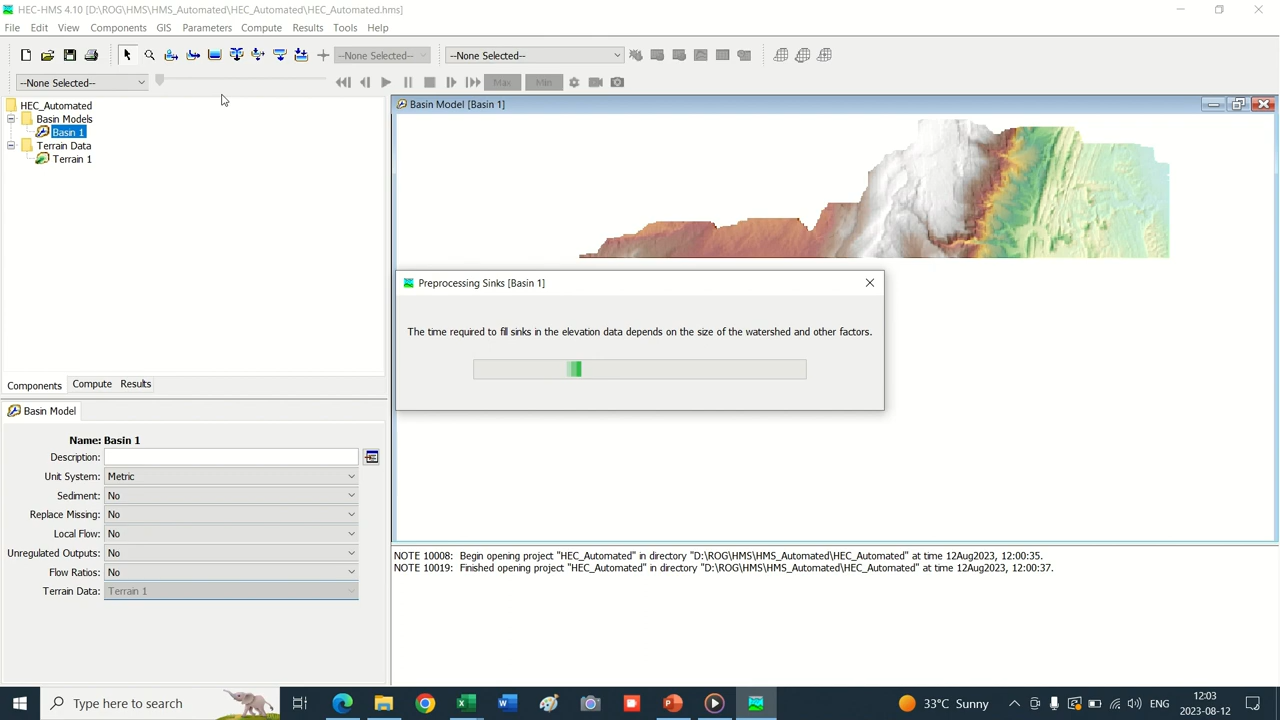 HEC-HMS 4.10 [D:\ROG\HMS\HMS_Automated\HEC_Automated\HEC_Automated.hms]
File Edit View Components GIS Parameters Compute Results Tools Help
--None Selected-- --None Selected--
--None Selected-- Max Min
HEC_Automated
Basin Models
Basin 1
Terrain Data
Terrain 1
Basin Model [Basin 1]
Preprocessing Sinks [Basin 1]
The time required to fill sinks in the elevation data depends on the size of the watershed and other factors.
Components Compute Results
Basin Model
Name: Basin 1
Description:
Unit System: Metric
Sediment: No
Replace Missing: No
Local Flow: No
Unregulated Outputs: No
Flow Ratios: No
Terrain Data: Terrain 1
NOTE 10008: Begin opening project "HEC_Automated" in directory "D:\ROG\HMS\HMS_Automated\HEC_Automated" at time 12Aug2023, 12:00:35.
NOTE 10019: Finished opening project "HEC_Automated" in directory "D:\ROG\HMS\HMS_Automated\HEC_Automated" at time 12Aug2023, 12:00:37.
Type here to search
33°C Sunny
ENG
12:03
2023-08-12